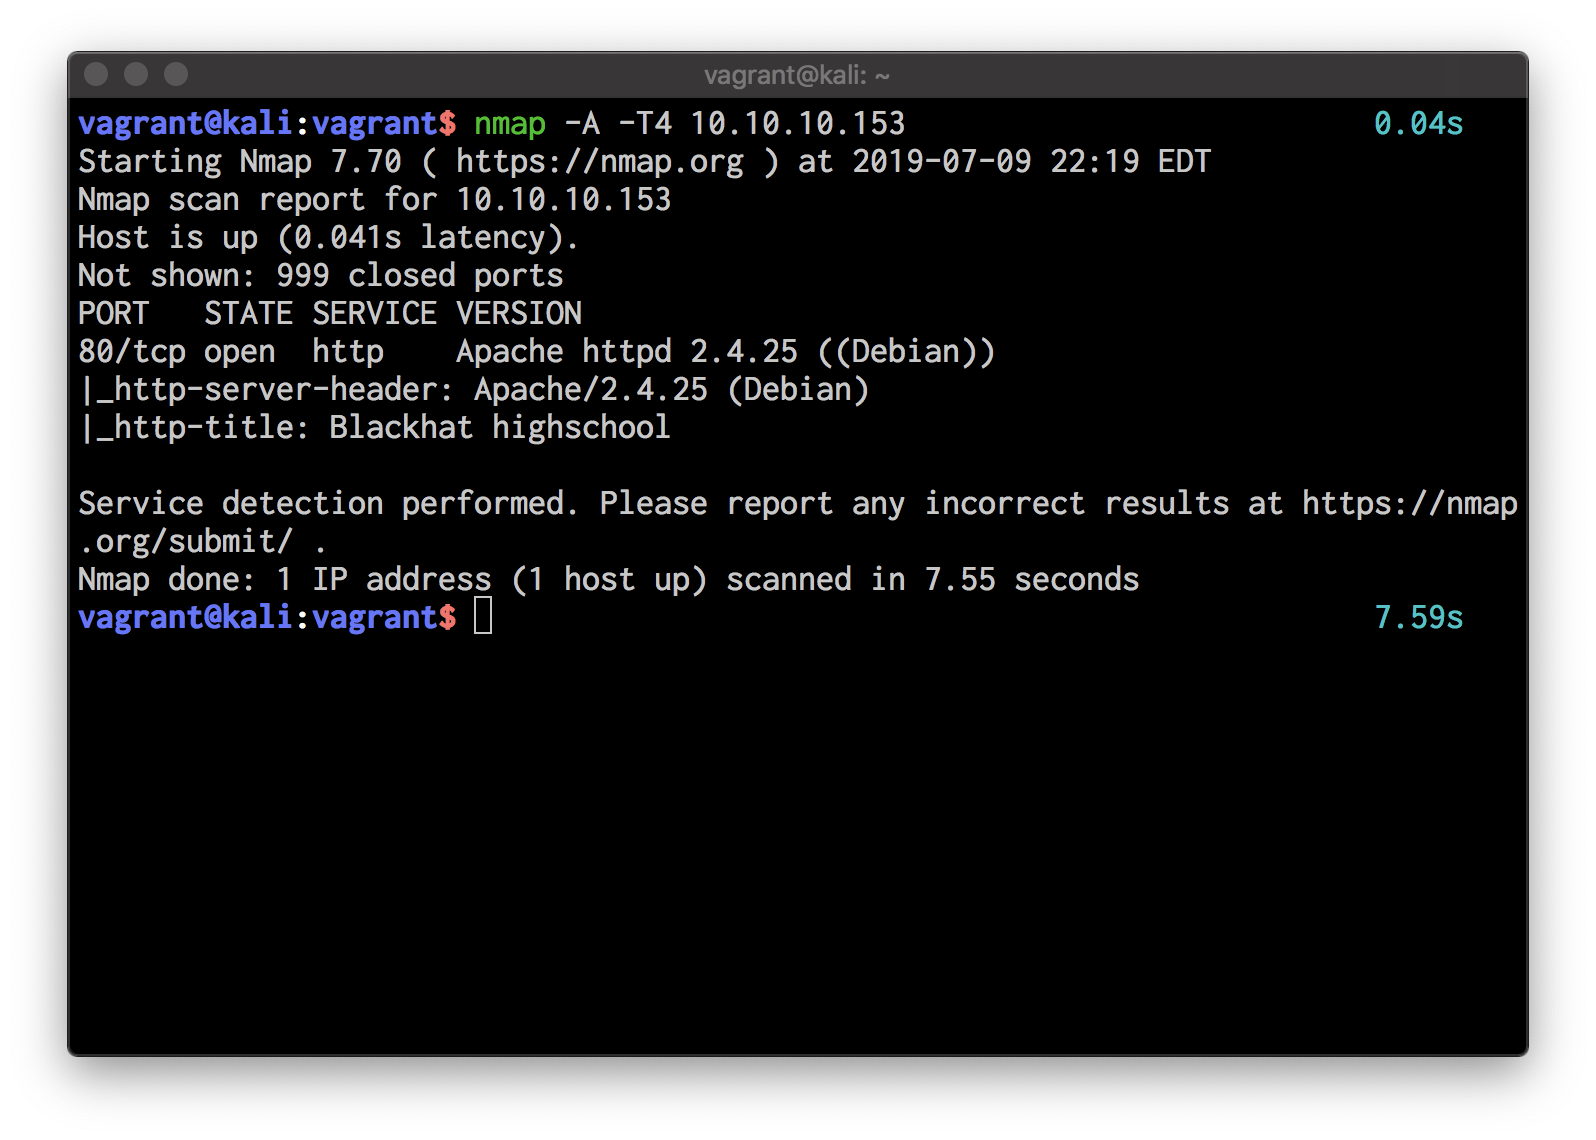 vagrant@kali: ~
vagrant@kali:vagrant$ nmap -A -T4 10.10.10.153 0.04s
Starting Nmap 7.70 ( https://nmap.org ) at 2019-07-09 22:19 EDT
Nmap scan report for 10.10.10.153
Host is up (0.041s latency).
Not shown: 999 closed ports
PORT   STATE SERVICE VERSION
80/tcp open  http    Apache httpd 2.4.25 ((Debian))
|_http-server-header: Apache/2.4.25 (Debian)
|_http-title: Blackhat highschool
Service detection performed. Please report any incorrect results at https://nmap
.org/submit/ .
Nmap done: 1 IP address (1 host up) scanned in 7.55 seconds
vagrant@kali:vagrant$ 7.59s